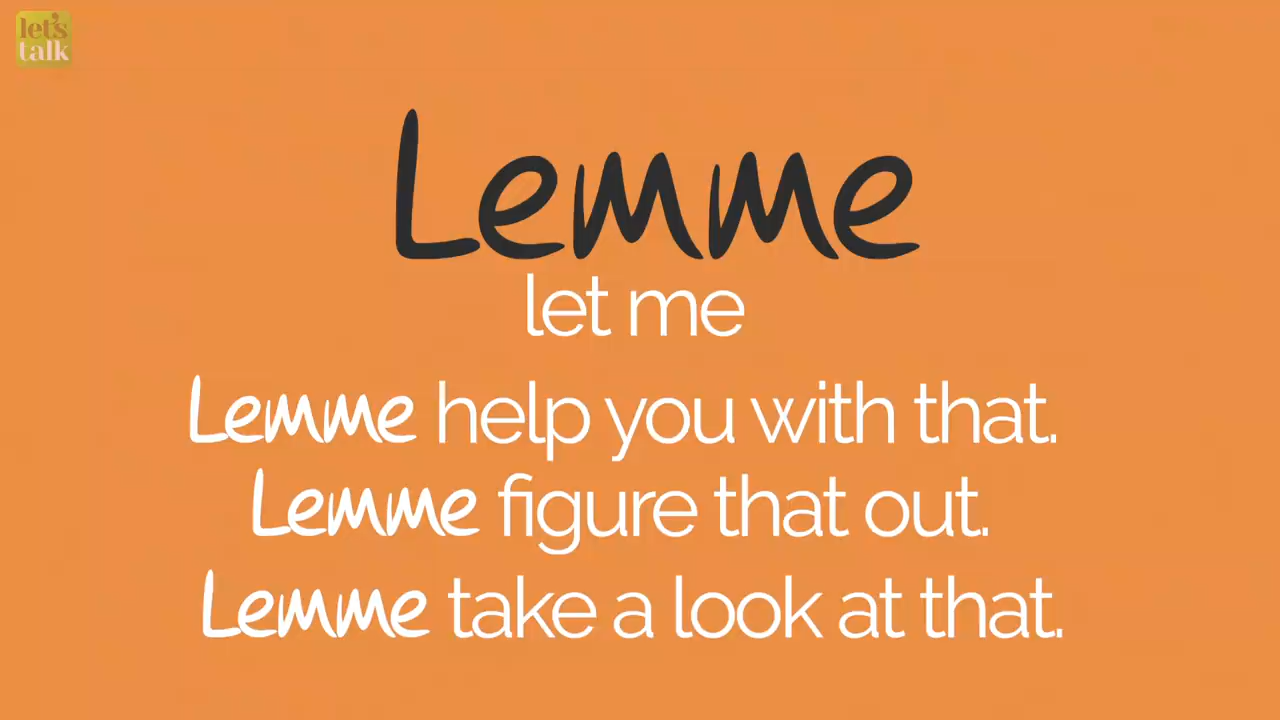 let's
talk
Lemme
let me
Lemme help you with that.
Lemme figure that out.
Lemme take a look at that.